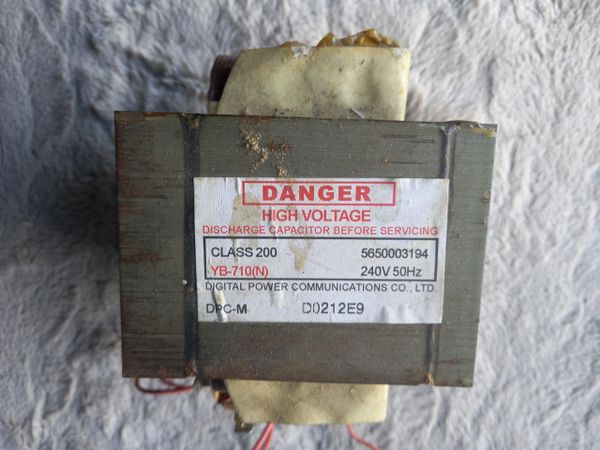 DANGER
HIGH VOLTAGE
DISCHARGE CAPACITOR BEFORE SERVICING
CLASS 200 5650003194
YB-710(N) 240V 50Hz
DIGITAL POWER COMMUNICATIONS CO., LTD.
DPC-M D0212E9